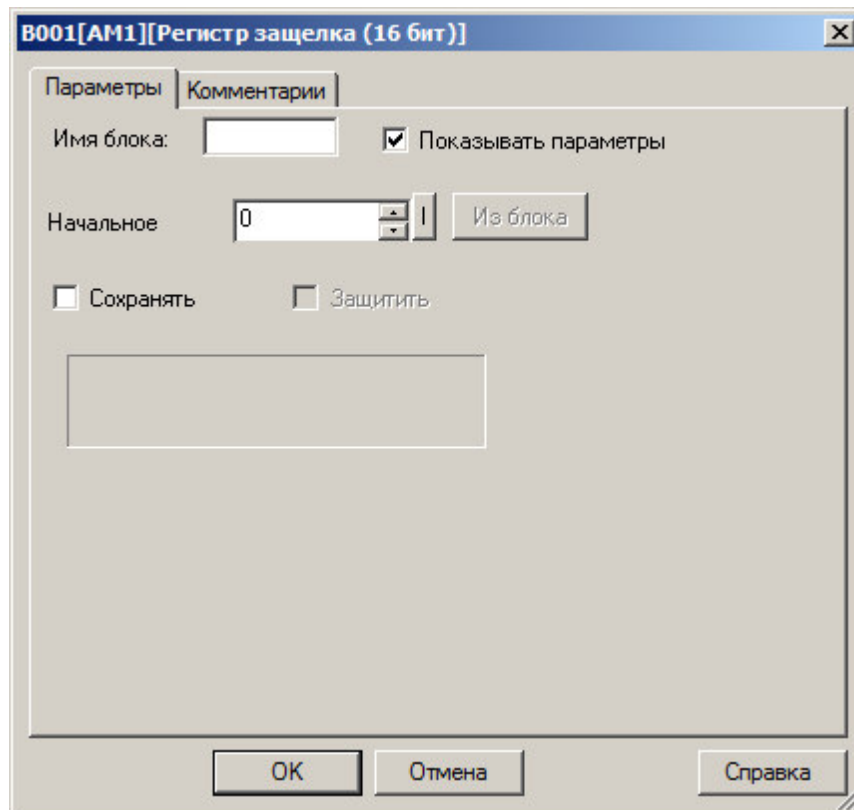 B001[AM1][Регистр защелка (16 бит)]
Параметры Комментарии
Имя блока: Показывать параметры
Начальное 0 I Из блока
Сохранять Защитить
OK Отмена Справка